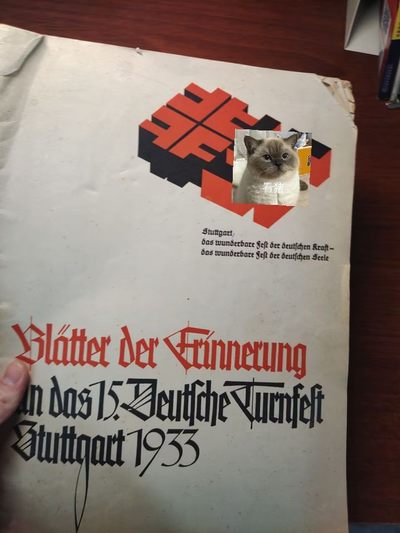 Stuttgart,
das wunderbare Fest der deutschen Kraft –
das wunderbare Fest der deutschen Seele
Blätter der Erinnerung
an das 15. Deutsche Turnfest
Stuttgart 1933